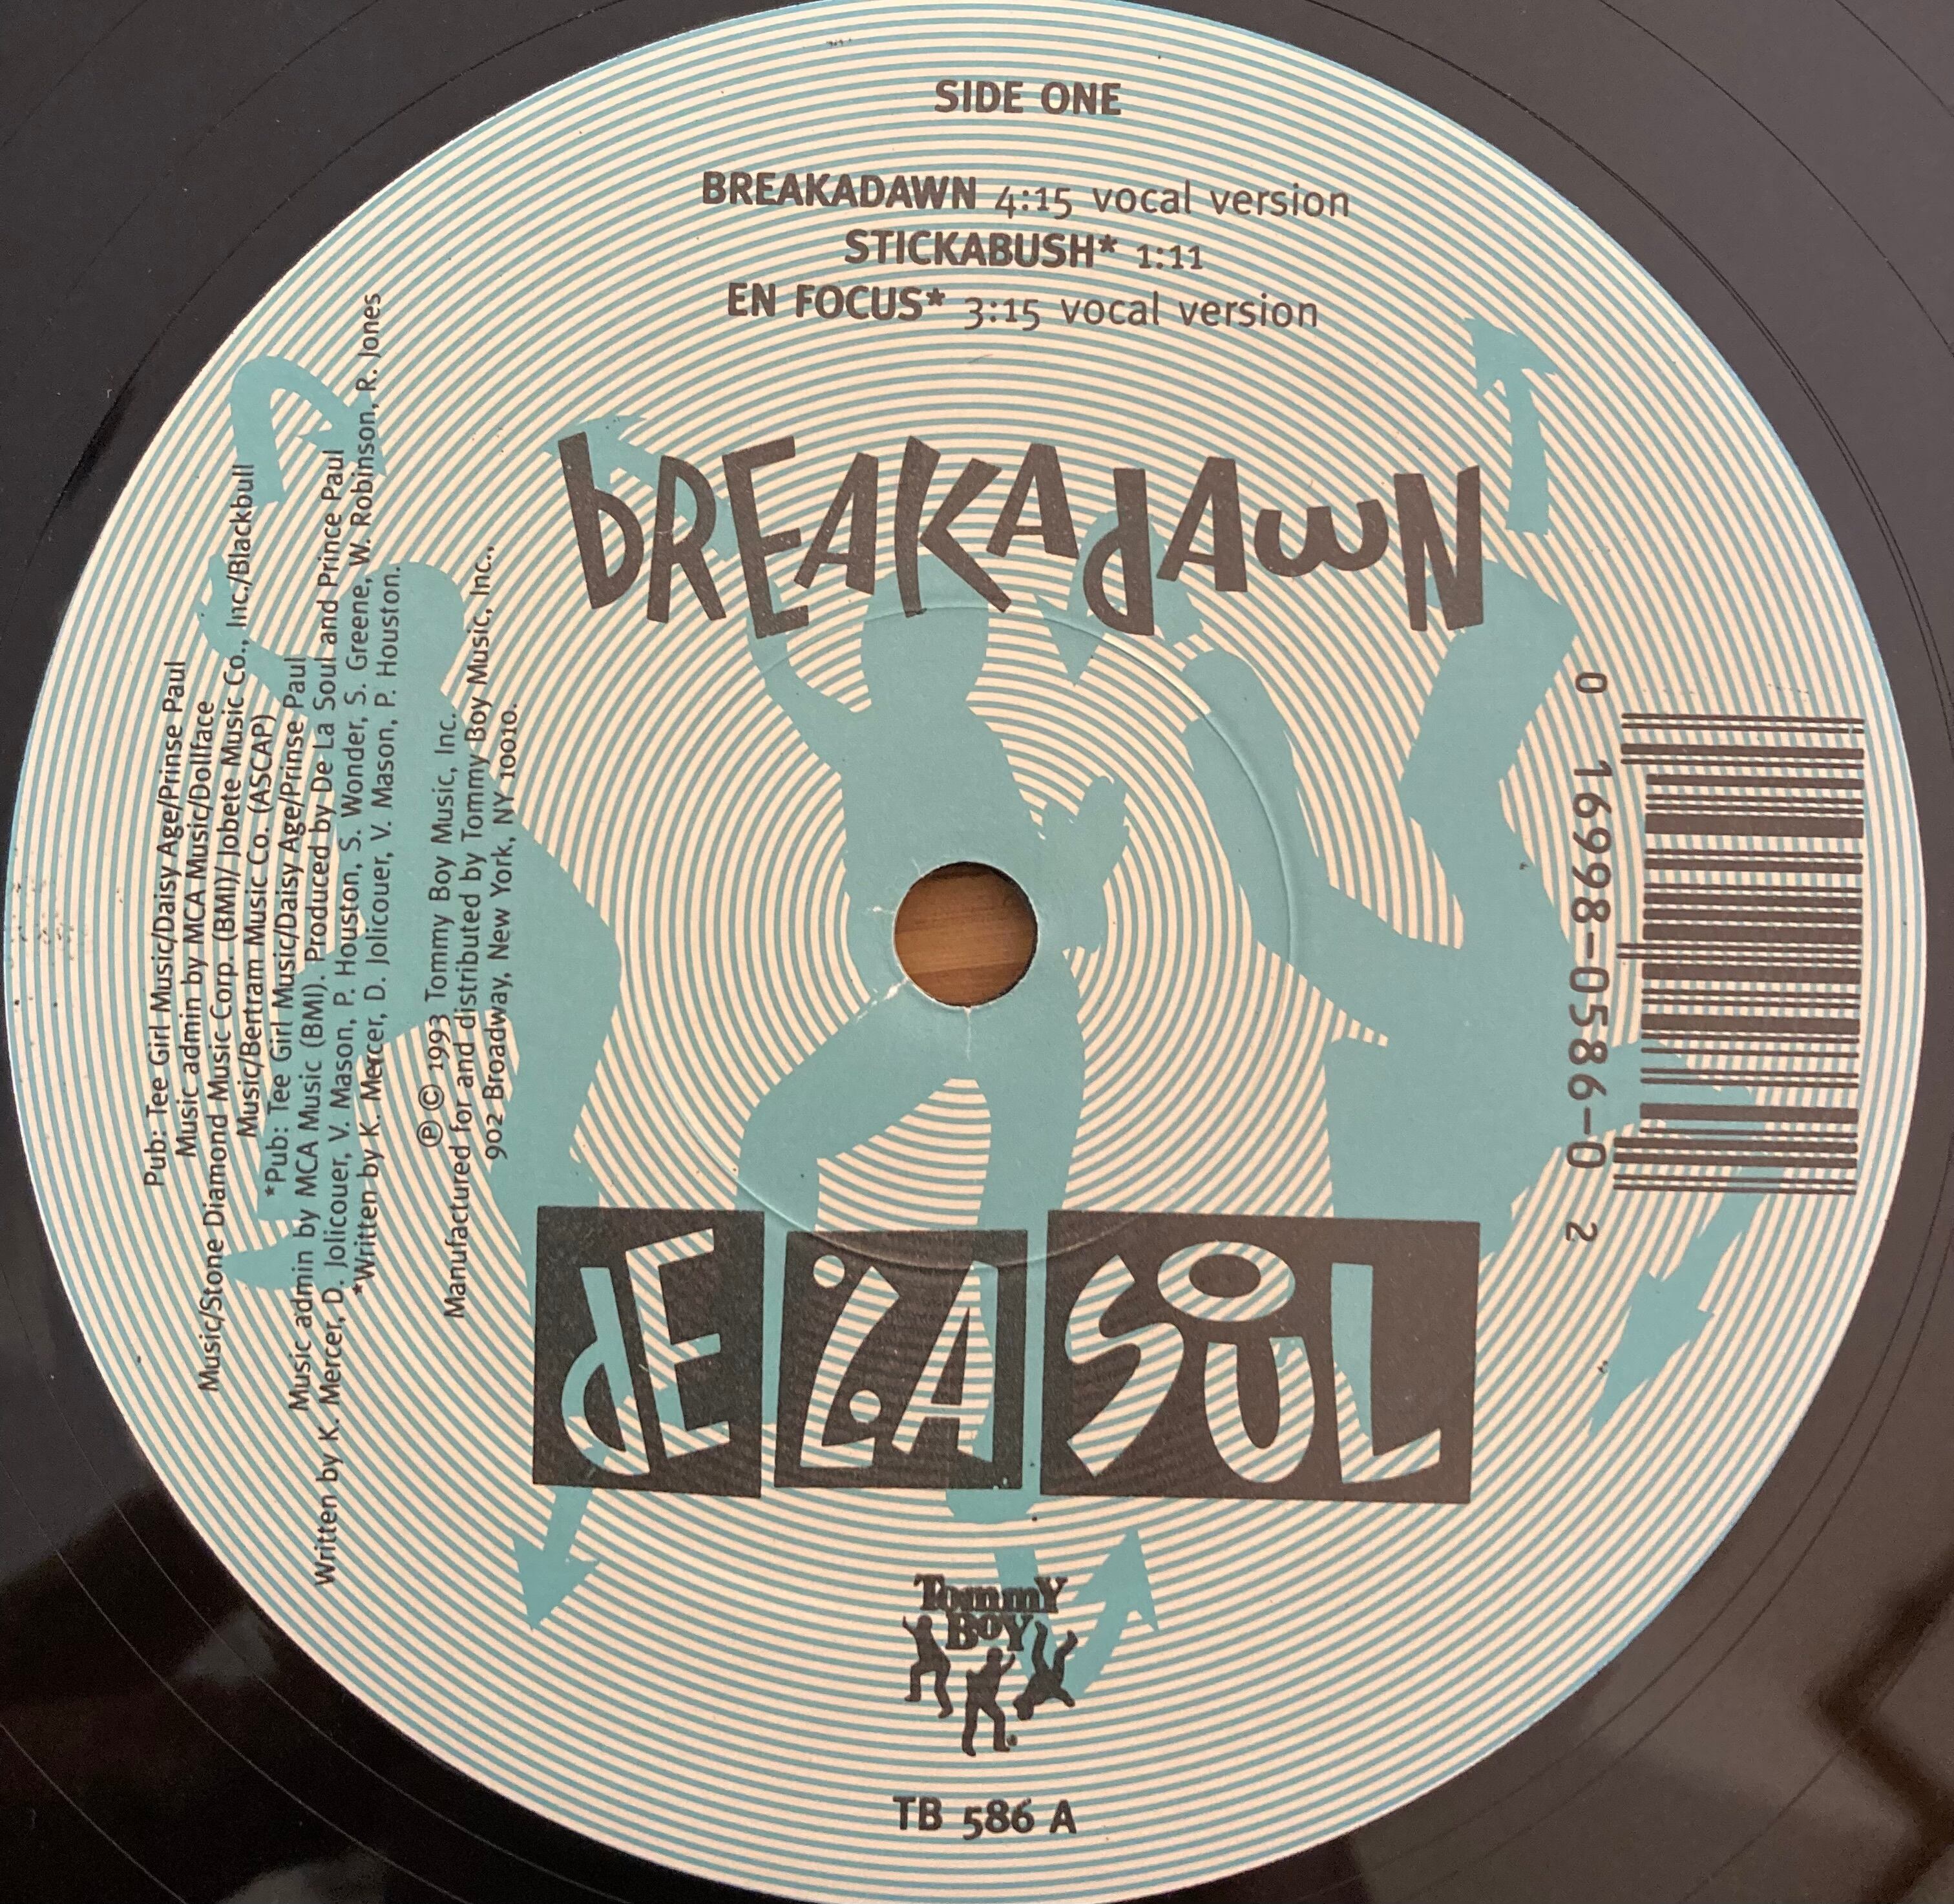 SIDE ONE
BREAKADAWN 4:15 vocal version
STICKABUSH* 1:11
EN FOCUS* 3:15 vocal version
bREAKAdAwN
Pub: Tee Girl Music/Daisy Age/Prinse Paul
Music admin by MCA Music/Dollface
Music/Stone Diamond Music Corp. (BMI)/ Jobete Music Co., Inc./Blackbull
Music/Bertram Music Co. (ASCAP)
*Pub: Tee Girl Music/Daisy Age/Prinse Paul
Music admin by MCA Music (BMI). Produced by De La Soul and Prince Paul
Written by K. Mercer, D. Jolicouer, V. Mason, P. Houston, S. Wonder, S. Greene, W. Robinson, R. Jones
*Written by K. Mercer, D. Jolicouer, V. Mason, P. Houston.
℗© 1993 Tommy Boy Music, Inc.
Manufactured for and distributed by Tommy Boy Music, Inc.,
902 Broadway, New York, NY 10010.
0 16998-0586-0 2
dE LA SOUL
Tommy
Boy
TB 586 A